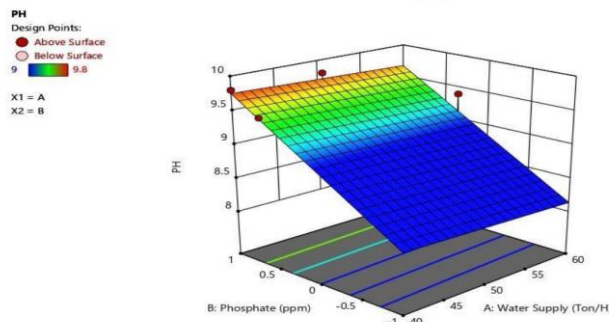 PH
Design Points:
Above Surface
Below Surface
9 9.8
X1 = A
X2 = B
PH
10
9.5
9
8.5
8
1
0.5
0
-0.5
-1
40
45
50
55
60
B: Phosphate (ppm)
A: Water Supply (Ton/H